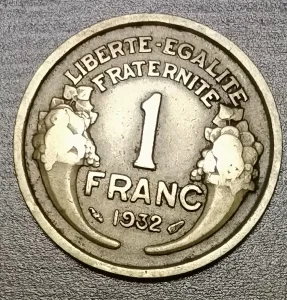 LIBERTE-EGALITE
FRATERNITE
1
FRANC
1932